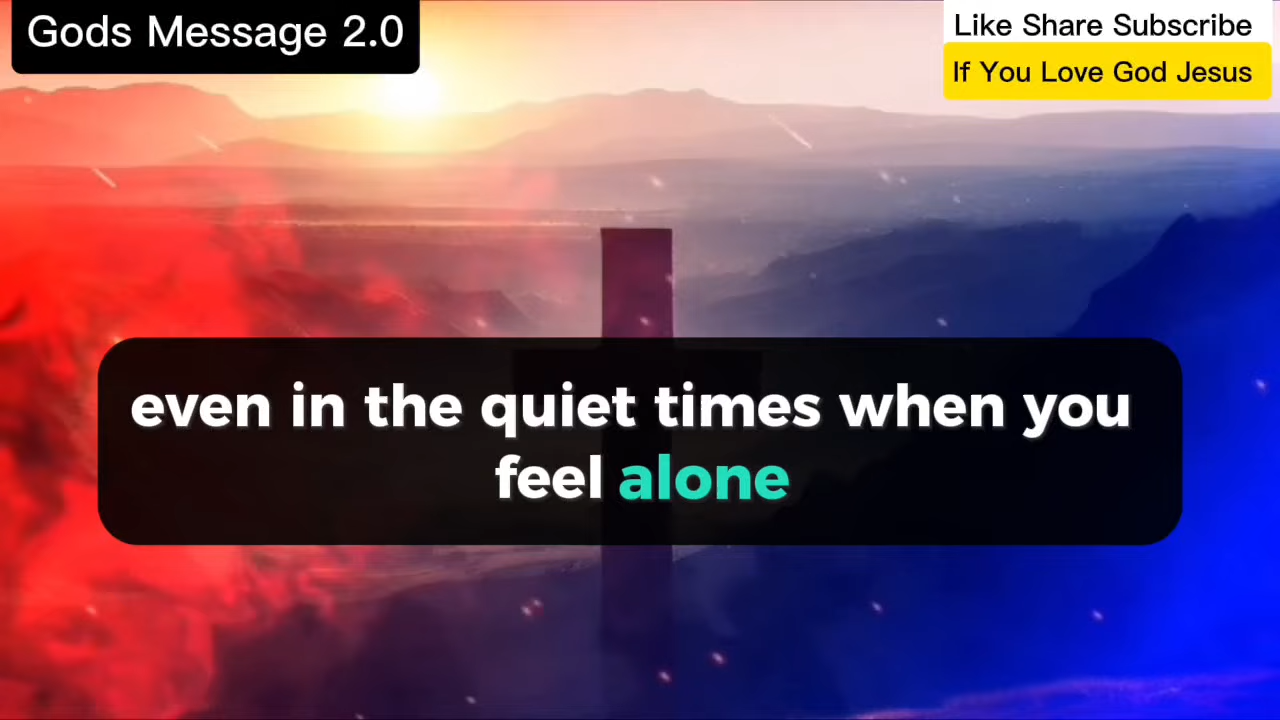 Gods Message 2.0
Like Share Subscribe
If You Love God Jesus
even in the quiet times when you
feel alone